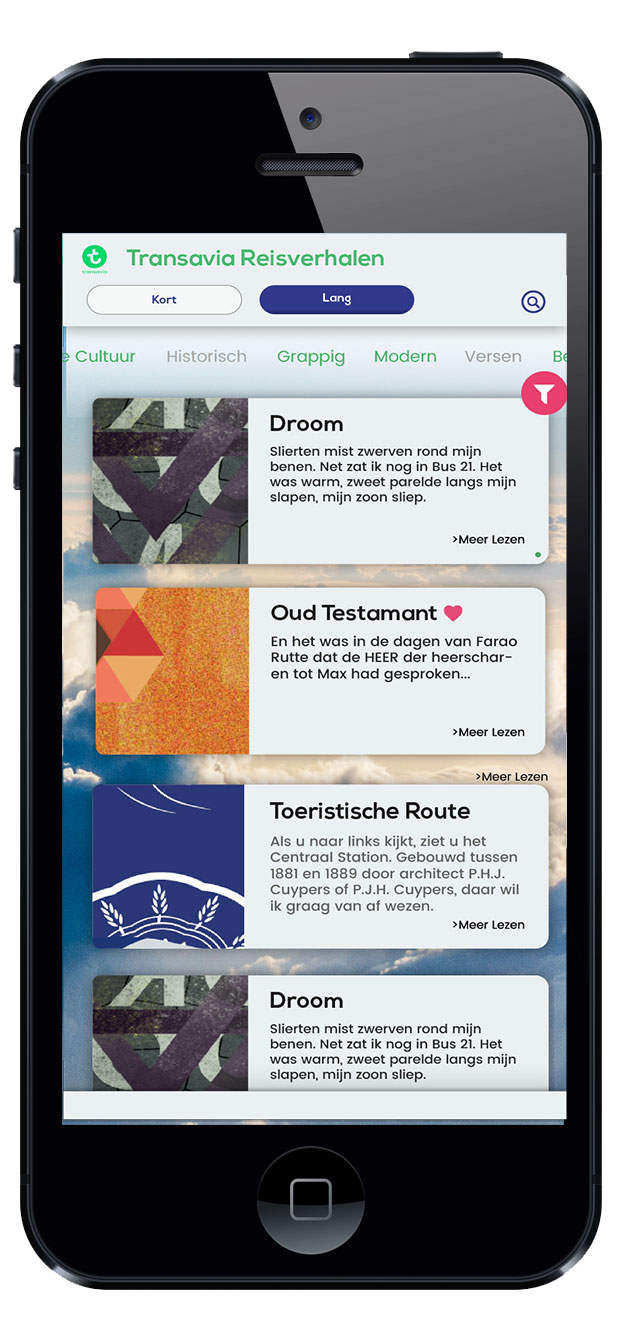 Transavia Reisverhalen
transavia
Kort
Lang
e Cultuur Historisch Grappig Modern Versen Be
Droom
Slierten mist zwerven rond mijn
benen. Net zat ik nog in Bus 21. Het
was warm, zweet parelde langs mijn
slapen, mijn zoon sliep.
>Meer Lezen
Oud Testamant
En het was in de dagen van Farao
Rutte dat de HEER der heerschar-
en tot Max had gesproken...
>Meer Lezen
>Meer Lezen
Toeristische Route
Als u naar links kijkt, ziet u het
Centraal Station. Gebouwd tussen
1881 en 1889 door architect P.H.J.
Cuypers of P.J.H. Cuypers, daar wil
ik graag van af wezen.
>Meer Lezen
Droom
Slierten mist zwerven rond mijn
benen. Net zat ik nog in Bus 21. Het
was warm, zweet parelde langs mijn
slapen, mijn zoon sliep.